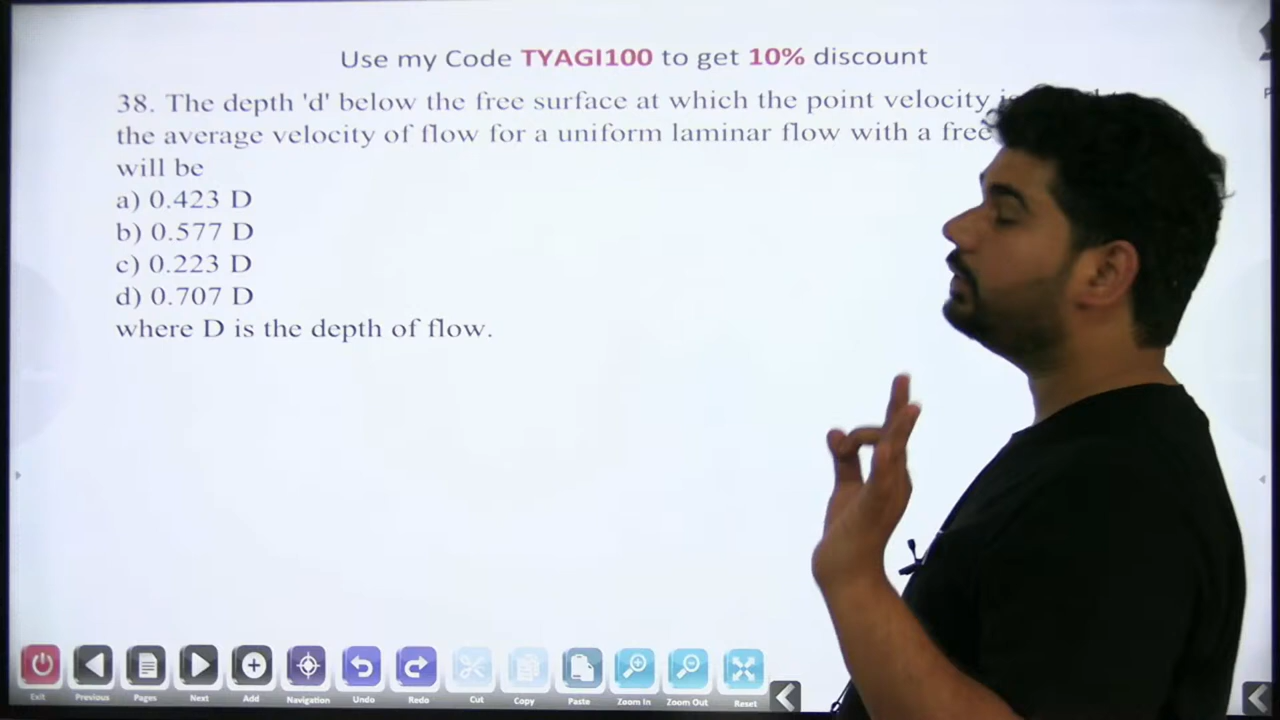 Use my Code TYAGI100 to get 10% discount
38. The depth 'd' below the free surface at which the point velocity
the average velocity of flow for a uniform laminar flow with a free
will be
a) 0.423 D
b) 0.577 D
c) 0.223 D
d) 0.707 D
where D is the depth of flow.
Exit Previous Pages Next Add Navigation Undo Redo Cut Copy Paste Zoom In Zoom Out Reset